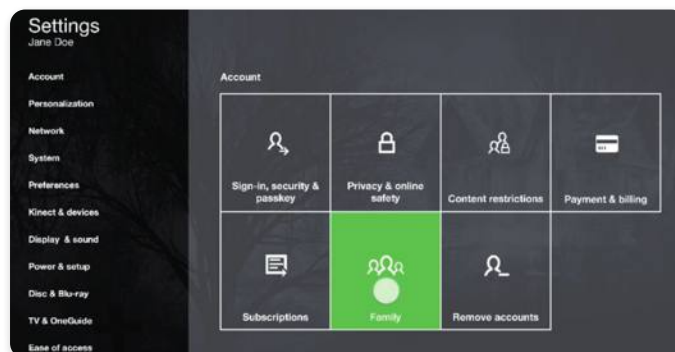 Settings
Jane Doe
Account
Personalization
Network
System
Preferences
Kinect & devices
Display & sound
Power & setup
Disc & Blu-ray
TV & OneGuide
Ease of access
Account
Sign-in, security &
passkey
Privacy & online
safety
Content restrictions
Payment & billing
Subscriptions
Family
Remove accounts